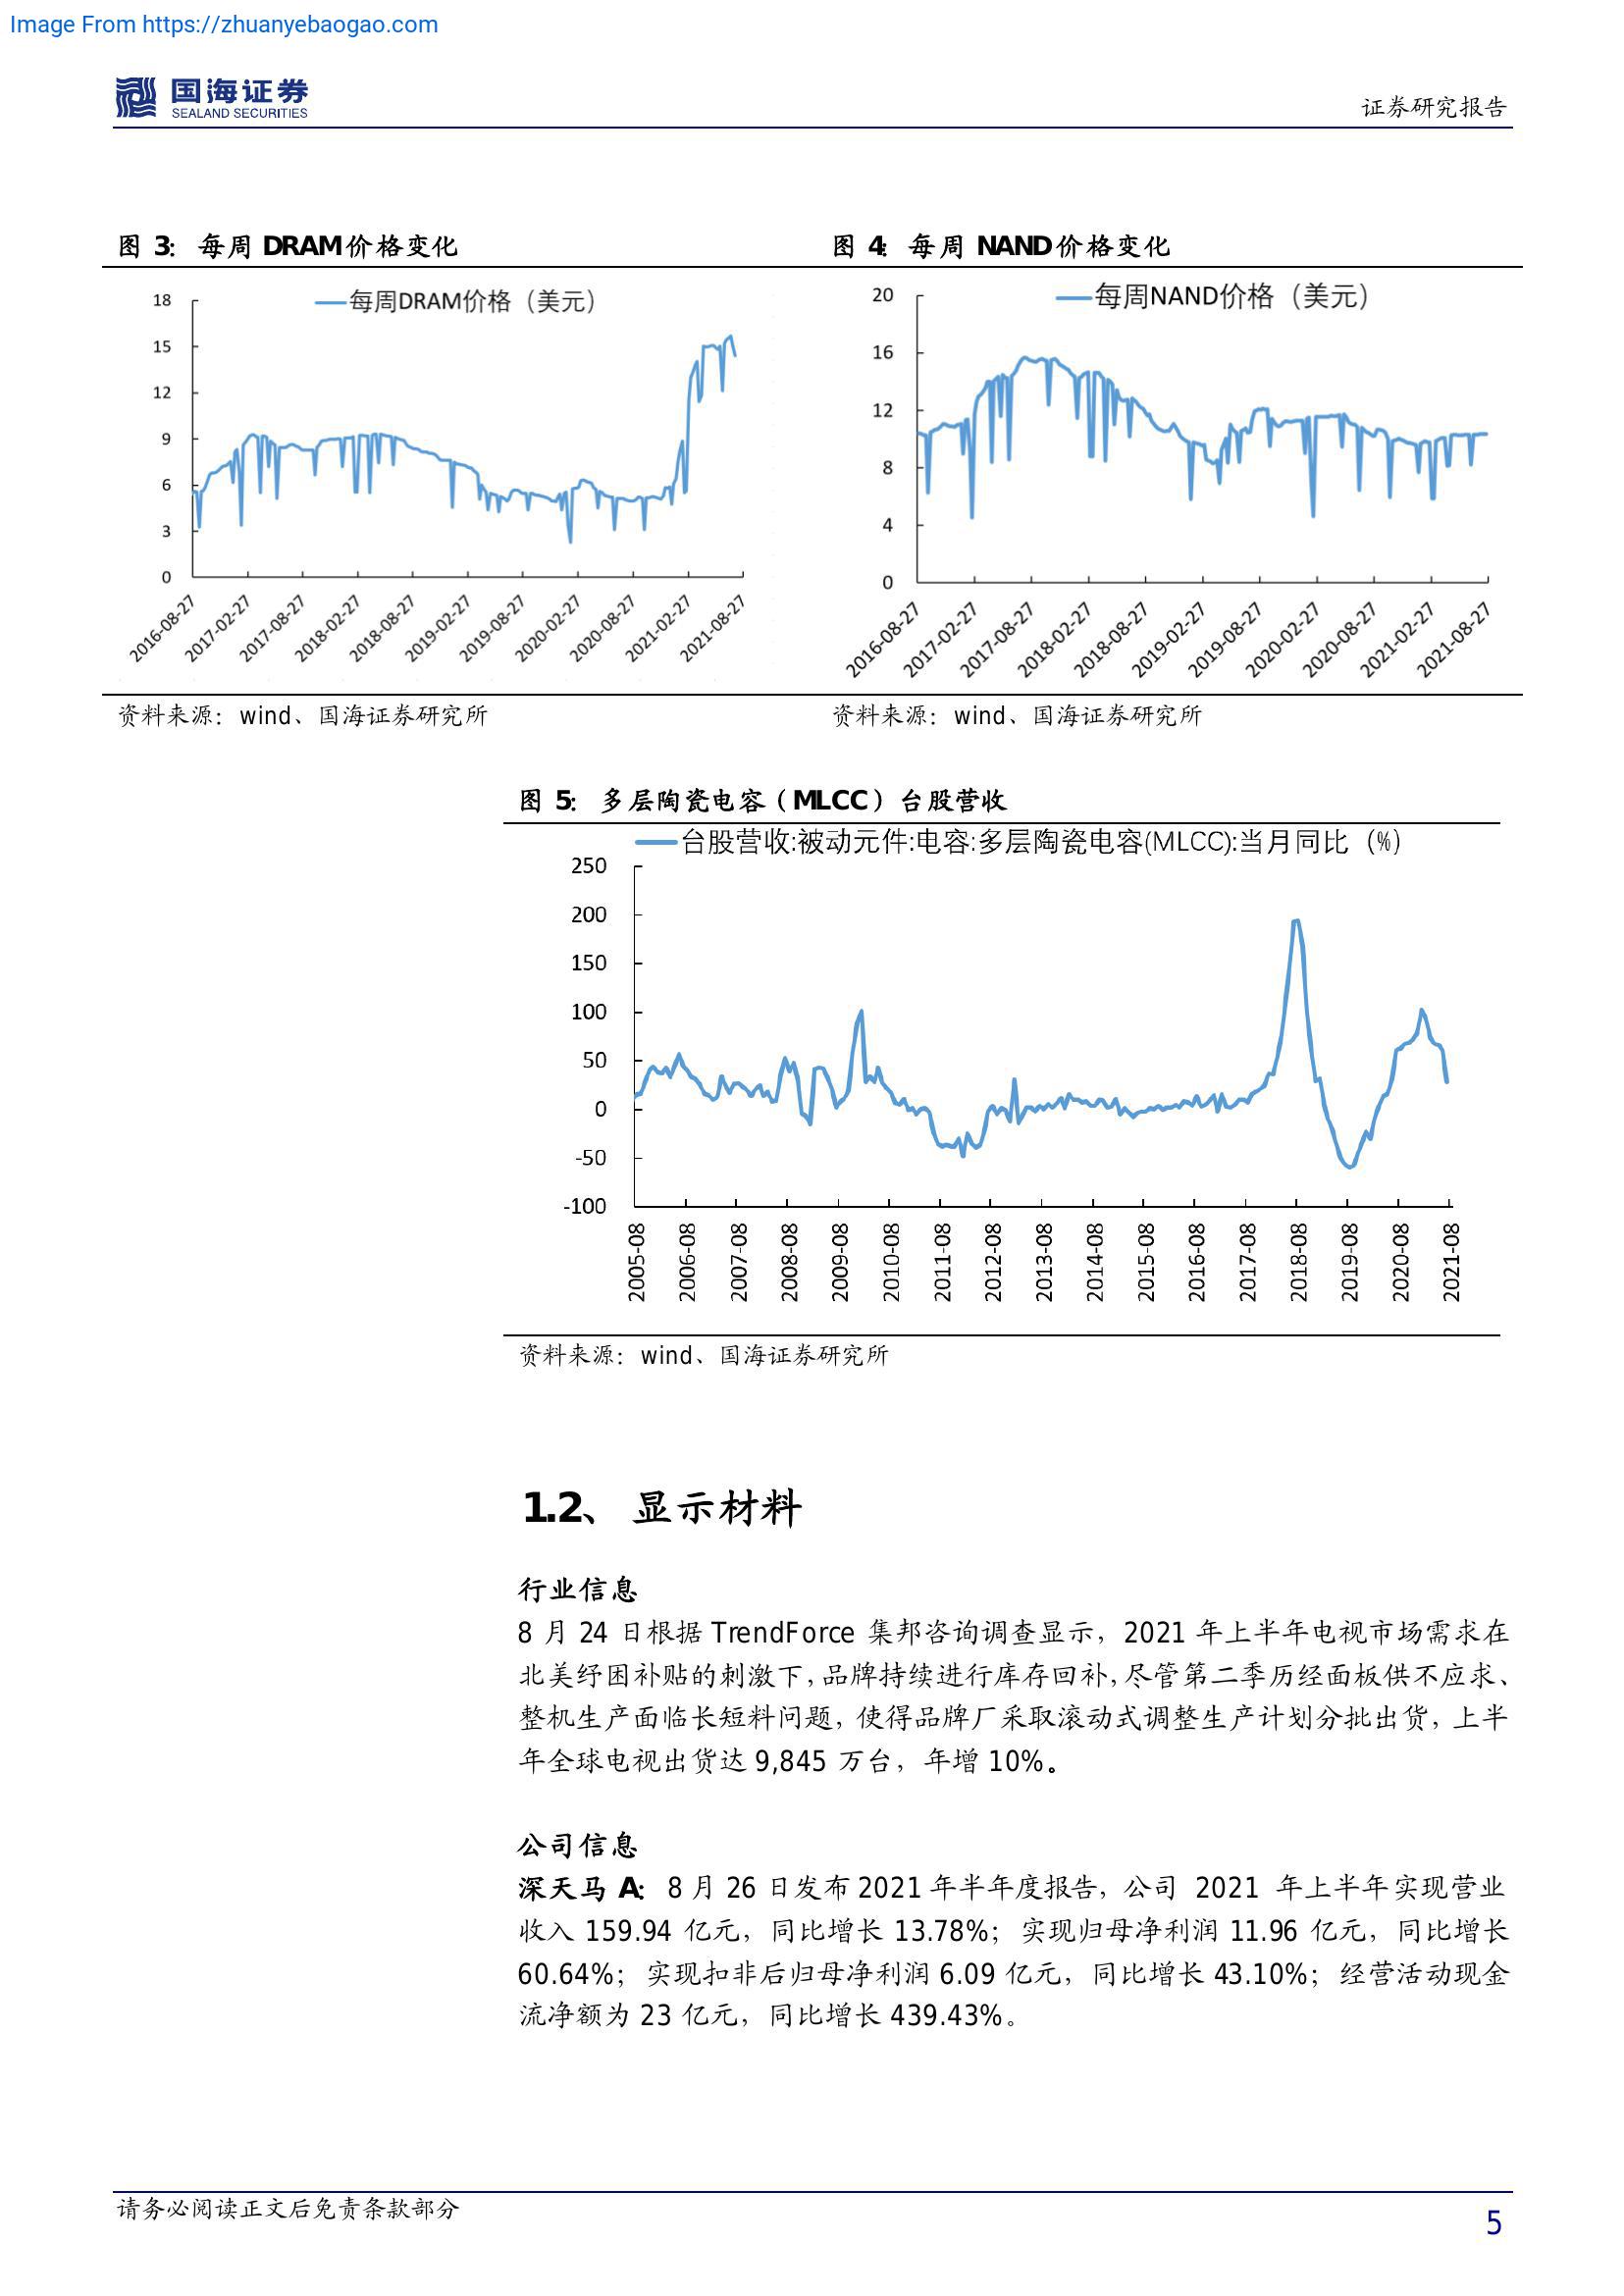 Image From https://zhuanyebaogao.com
国海证券
SEALAND SECURITIES
证券研究报告
图 3：每周 DRAM 价格变化
18
15
12
9
6
3
0
每周DRAM价格（美元）
2016-08-27
2017-02-27
2017-08-27
2018-02-27
2018-08-27
2019-02-27
2019-08-27
2020-02-27
2020-08-27
2021-02-27
2021-08-27
资料来源：wind、国海证券研究所
图 4：每周 NAND 价格变化
20
16
12
8
4
0
每周NAND价格（美元）
2016-08-27
2017-02-27
2017-08-27
2018-02-27
2018-08-27
2019-02-27
2019-08-27
2020-02-27
2020-08-27
2021-02-27
2021-08-27
资料来源：wind、国海证券研究所
图 5：多层陶瓷电容（MLCC）台股营收
台股营收:被动元件:电容:多层陶瓷电容(MLCC):当月同比（%）
250
200
150
100
50
0
-50
-100
2005-08
2006-08
2007-08
2008-08
2009-08
2010-08
2011-08
2012-08
2013-08
2014-08
2015-08
2016-08
2017-08
2018-08
2019-08
2020-08
2021-08
资料来源：wind、国海证券研究所
1.2、 显示材料
行业信息
8 月 24 日根据 TrendForce 集邦咨询调查显示，2021 年上半年电视市场需求在
北美纾困补贴的刺激下，品牌持续进行库存回补，尽管第二季历经面板供不应求、
整机生产面临长短料问题，使得品牌厂采取滚动式调整生产计划分批出货，上半
年全球电视出货达 9,845 万台，年增 10%。
公司信息
深天马 A：8 月 26 日发布 2021 年半年度报告，公司 2021 年上半年实现营业
收入 159.94 亿元，同比增长 13.78%；实现归母净利润 11.96 亿元，同比增长
60.64%；实现扣非后归母净利润 6.09 亿元，同比增长 43.10%；经营活动现金
流净额为 23 亿元，同比增长 439.43%。
请务必阅读正文后免责条款部分
5